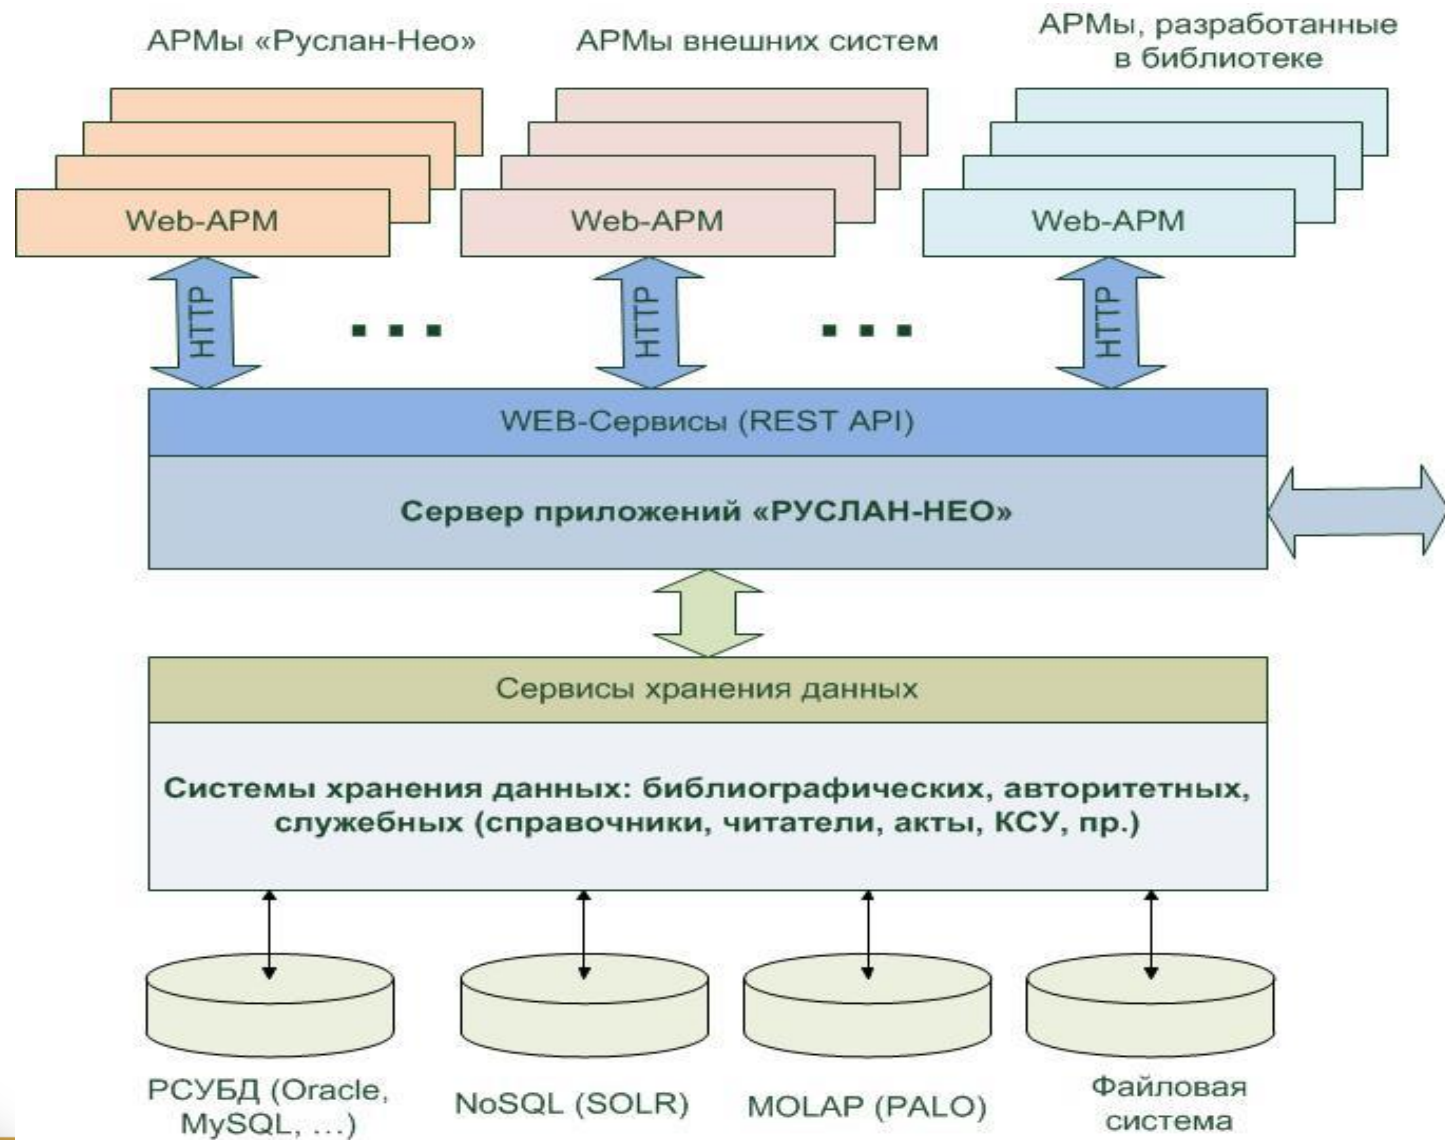 АРМы «Руслан-Нео»
АРМы внешних систем
АРМы, разработанные
в библиотеке
Web-АРМ
Web-АРМ
Web-АРМ
HTTP
HTTP
HTTP
WEB-Сервисы (REST API)
Сервер приложений «РУСЛАН-НЕО»
Сервисы хранения данных
Системы хранения данных: библиографических, авторитетных,
служебных (справочники, читатели, акты, КСУ, пр.)
РСУБД (Oracle,
MySQL, ...)
NoSQL (SOLR)
MOLAP (PALO)
Файловая
система